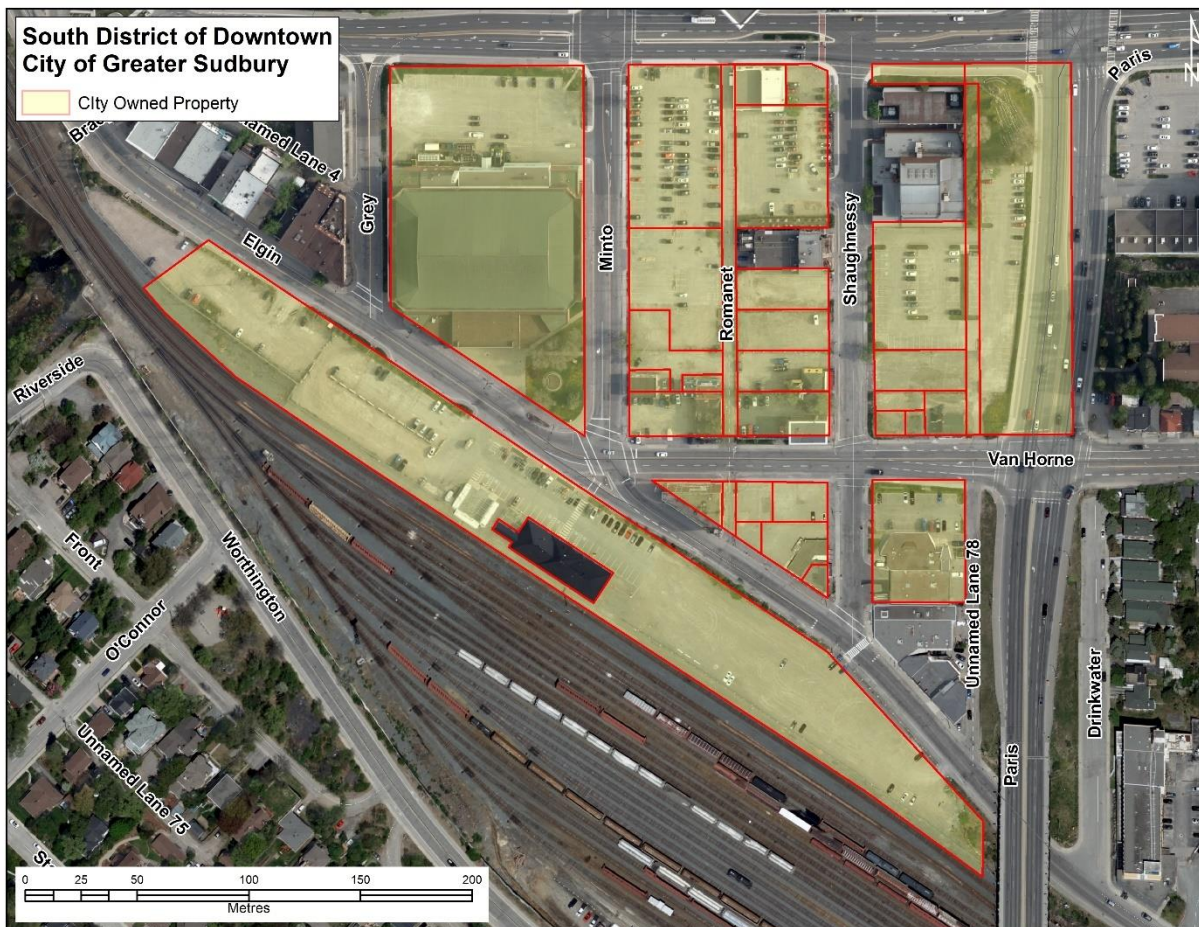 South District of Downtown
City of Greater Sudbury
CIty Owned Property
Paris
Unnamed Lane 4
Grey
Elgin
Minto
Romanet
Shaughnessy
Riverside
Van Horne
Front
Worthington
O'Connor
Unnamed Lane 78
Drinkwater
Paris
Unnamed Lane 75
0 25 50 100 150 200
Metres